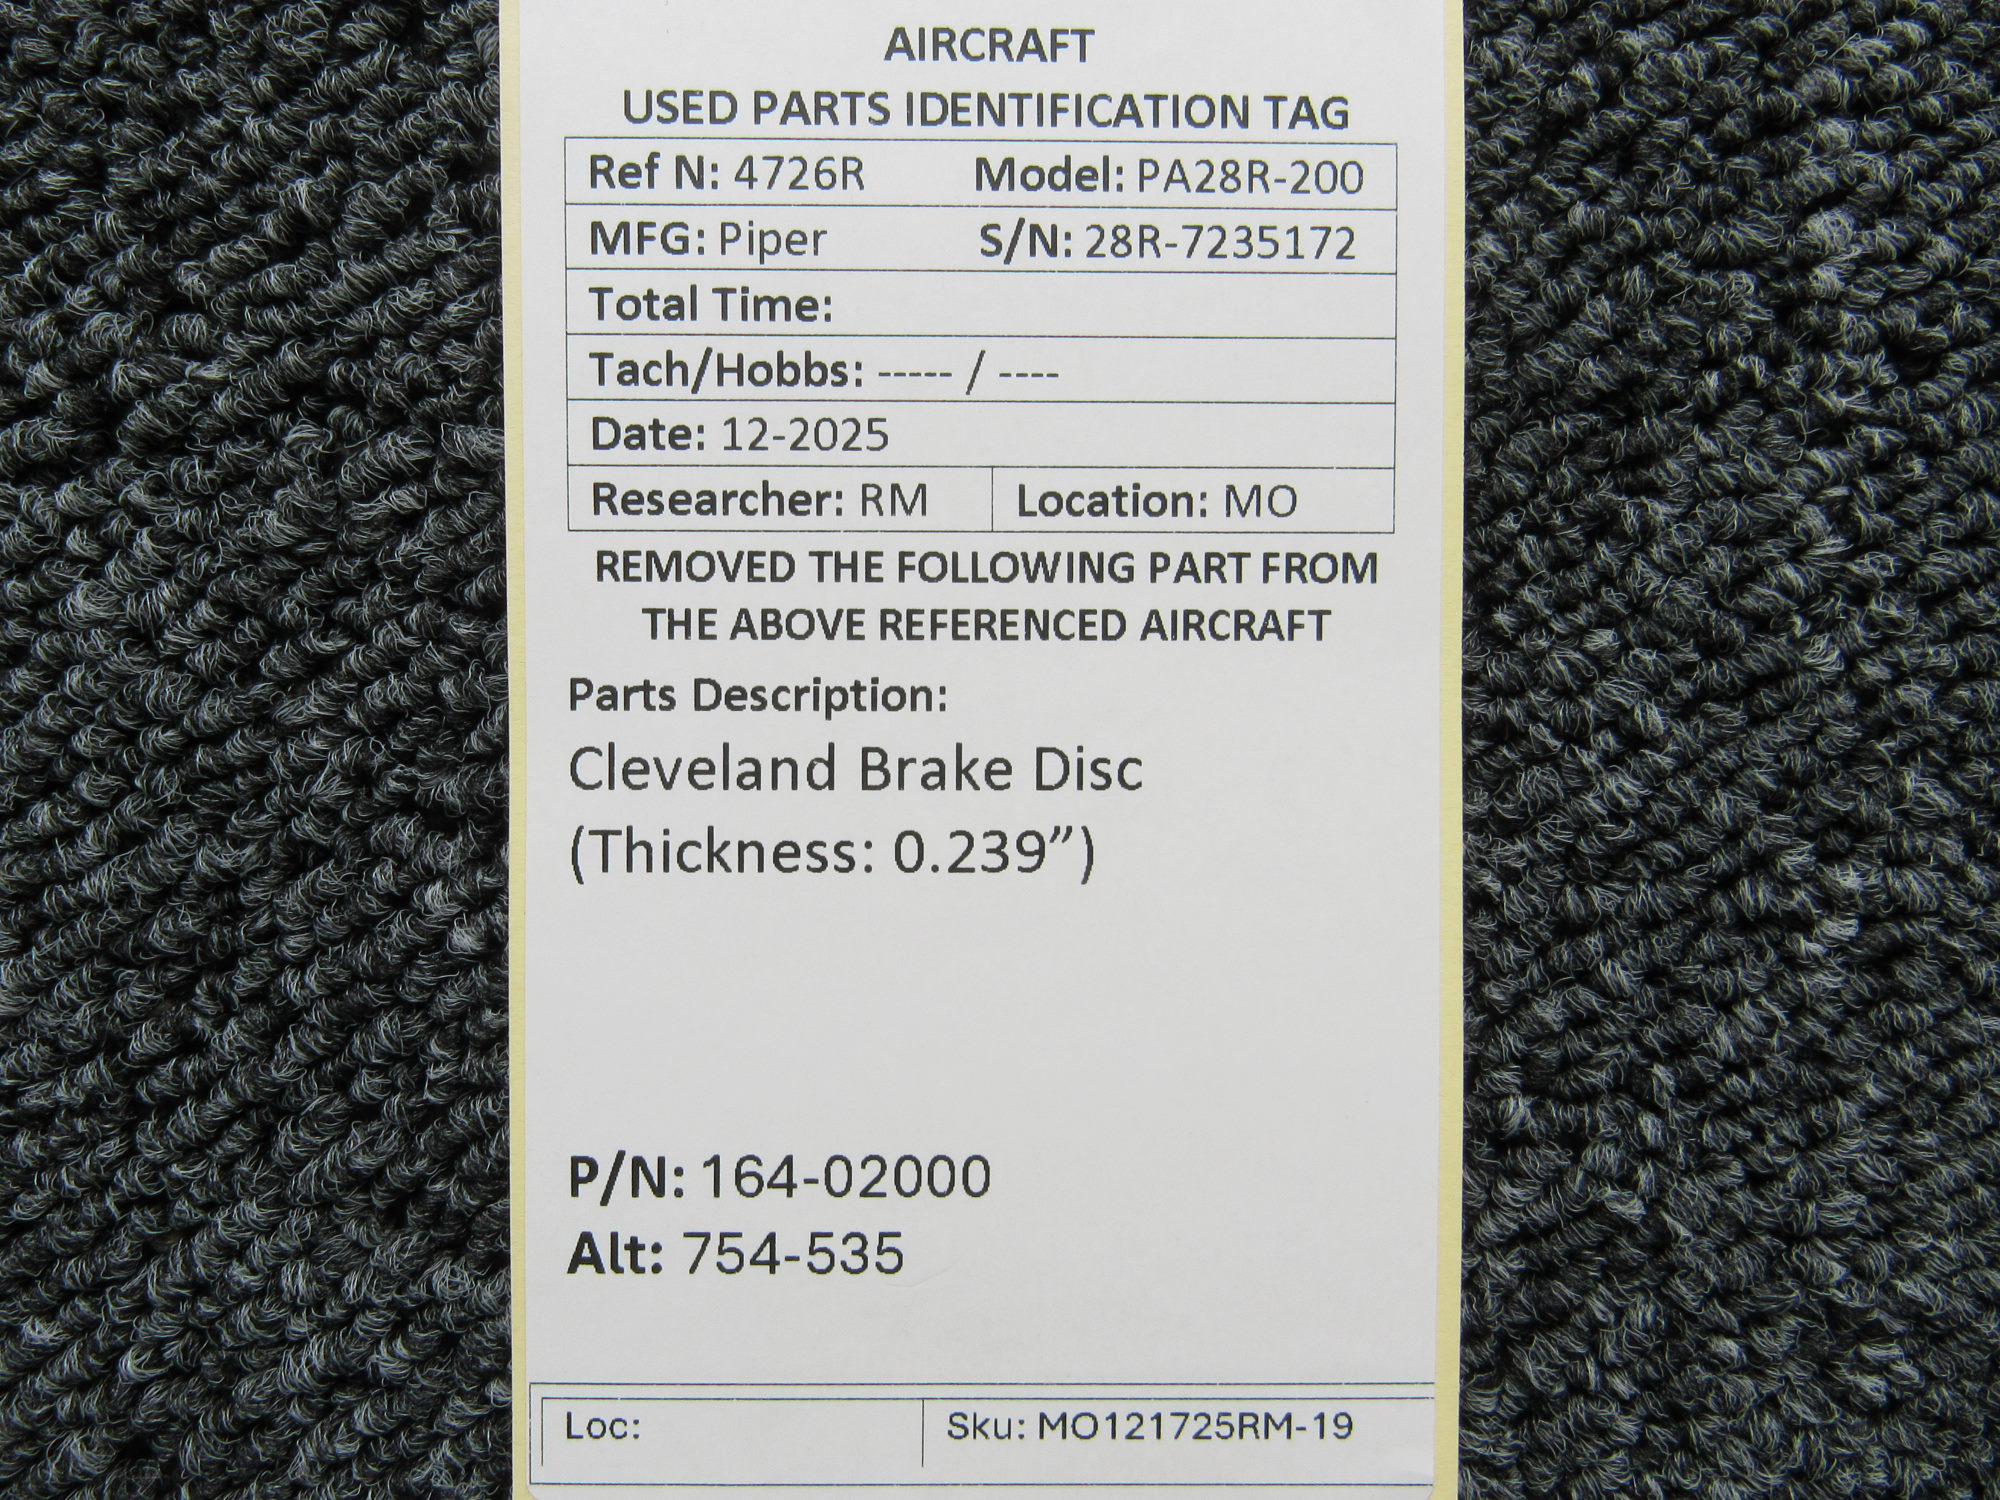 AIRCRAFT
USED PARTS IDENTIFICATION TAG
Ref N: 4726R Model: PA28R-200
MFG: Piper S/N: 28R-7235172
Total Time:
Tach/Hobbs: ----- / ----
Date: 12-2025
Researcher: RM Location: MO
REMOVED THE FOLLOWING PART FROM
THE ABOVE REFERENCED AIRCRAFT
Parts Description:
Cleveland Brake Disc
(Thickness: 0.239”)
P/N: 164-02000
Alt: 754-535
Loc: Sku: MO121725RM-19